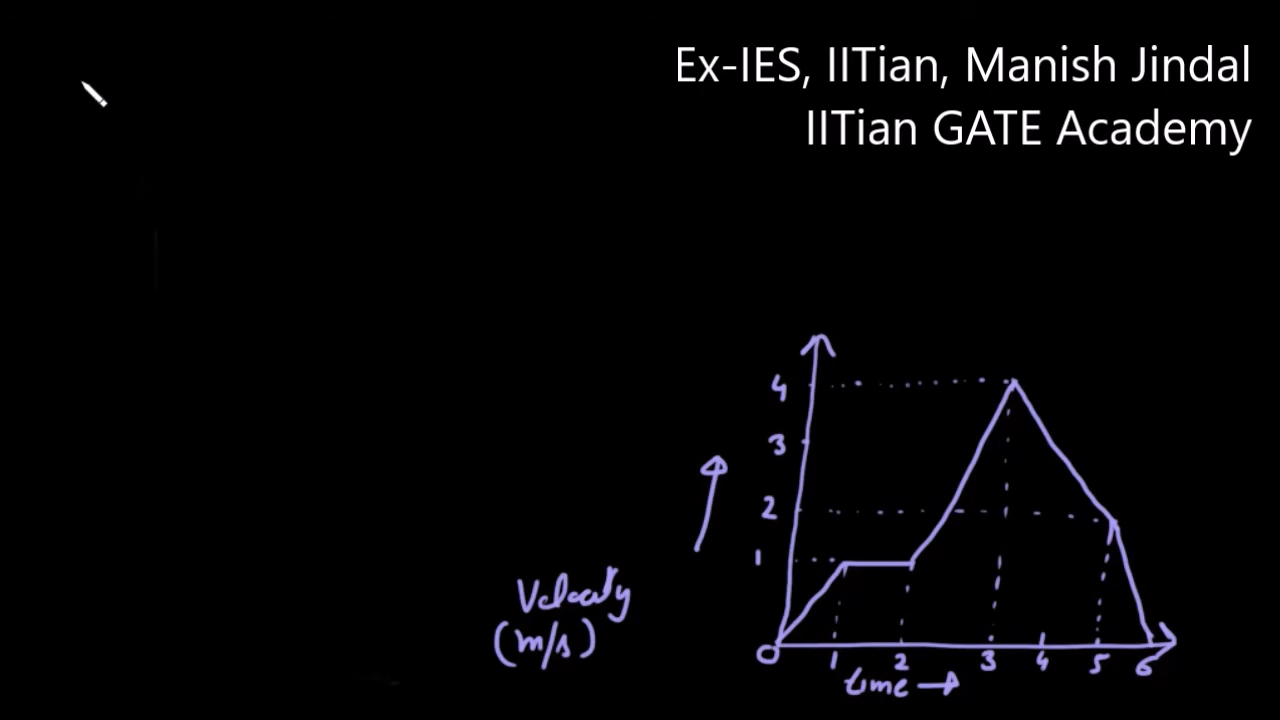 Ex-IES, IITian, Manish Jindal
IITian GATE Academy
4
3
2
1
Velocity
(m/s)
0 1 2 3 4 5 6
time